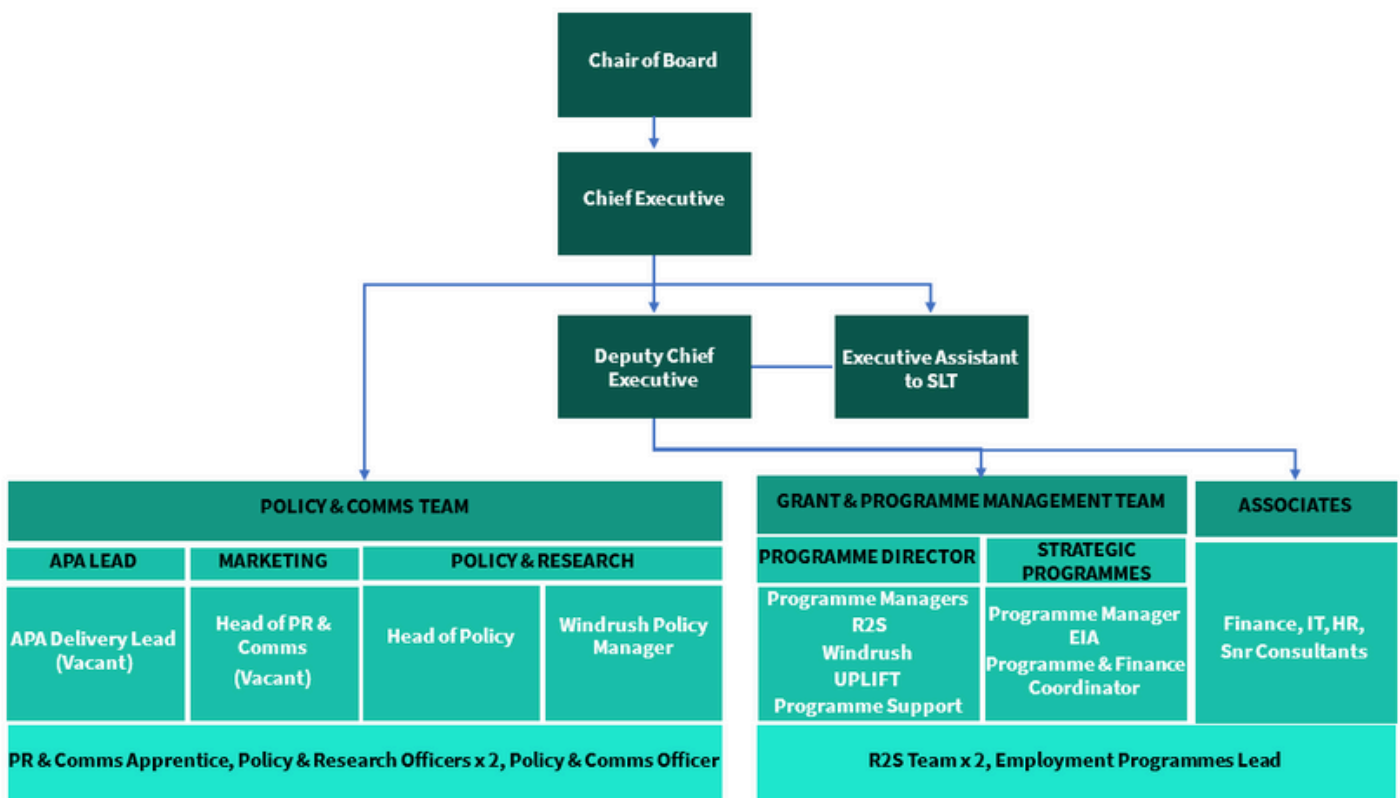 Chair of Board
Chief Executive
Deputy Chief
Executive
Executive Assistant
to SLT
POLICY & COMMS TEAM
APA LEAD
MARKETING
POLICY & RESEARCH
APA Delivery Lead
(Vacant)
Head of PR &
Comms
(Vacant)
Head of Policy
Windrush Policy
Manager
PR & Comms Apprentice, Policy & Research Officers x 2, Policy & Comms Officer
GRANT & PROGRAMME MANAGEMENT TEAM
PROGRAMME DIRECTOR
STRATEGIC
PROGRAMMES
Programme Managers
R2S
Windrush
UPLIFT
Programme Support
Programme Manager
EIA
Programme & Finance
Coordinator
ASSOCIATES
Finance, IT, HR,
Snr Consultants
R2S Team x 2, Employment Programmes Lead